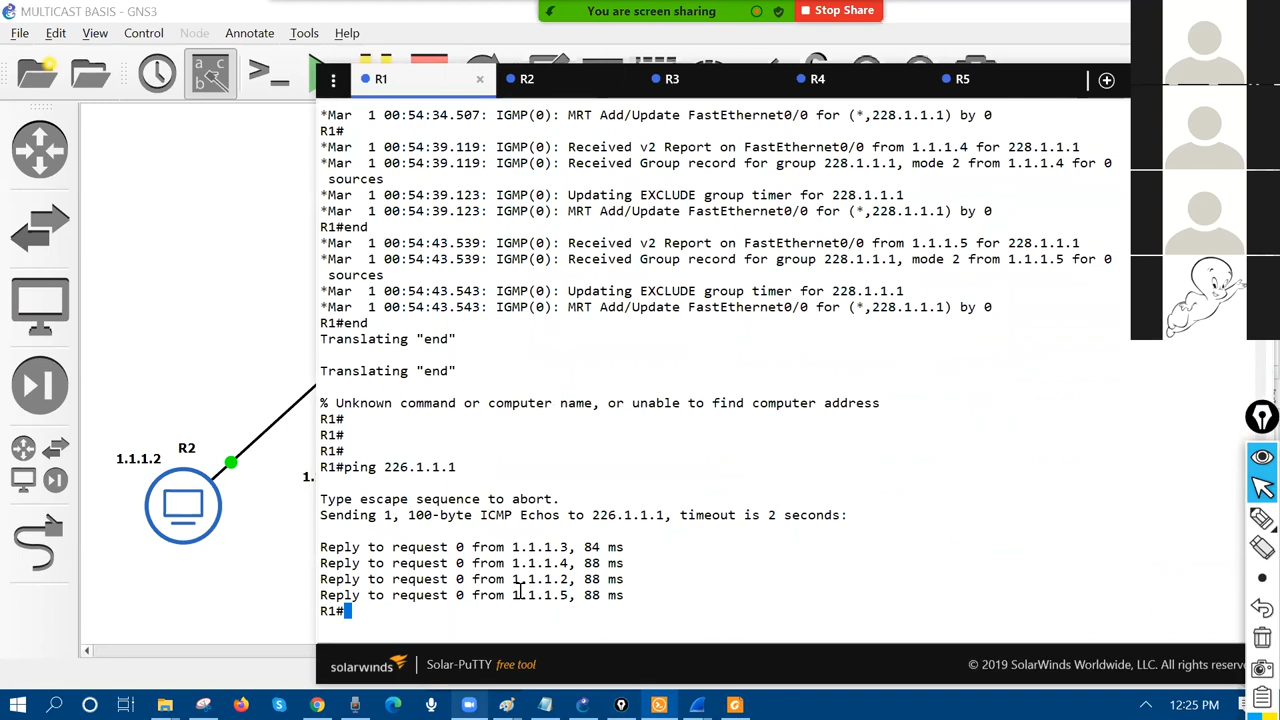 MULTICAST BASIS - GNS3
You are screen sharing
Stop Share
File Edit View Control Node Annotate Tools Help
R1 R2 R3 R4 R5
*Mar 1 00:54:34.507: IGMP(0): MRT Add/Update FastEthernet0/0 for (*,228.1.1.1) by 0
R1#
*Mar 1 00:54:39.119: IGMP(0): Received v2 Report on FastEthernet0/0 from 1.1.1.4 for 228.1.1.1
*Mar 1 00:54:39.119: IGMP(0): Received Group record for group 228.1.1.1, mode 2 from 1.1.1.4 for 0
sources
*Mar 1 00:54:39.123: IGMP(0): Updating EXCLUDE group timer for 228.1.1.1
*Mar 1 00:54:39.123: IGMP(0): MRT Add/Update FastEthernet0/0 for (*,228.1.1.1) by 0
R1#end
*Mar 1 00:54:43.539: IGMP(0): Received v2 Report on FastEthernet0/0 from 1.1.1.5 for 228.1.1.1
*Mar 1 00:54:43.539: IGMP(0): Received Group record for group 228.1.1.1, mode 2 from 1.1.1.5 for 0
sources
*Mar 1 00:54:43.543: IGMP(0): Updating EXCLUDE group timer for 228.1.1.1
*Mar 1 00:54:43.543: IGMP(0): MRT Add/Update FastEthernet0/0 for (*,228.1.1.1) by 0
R1#end
Translating "end"
Translating "end"
% Unknown command or computer name, or unable to find computer address
R1#
R1#
R1#
R1#ping 226.1.1.1
Type escape sequence to abort.
Sending 1, 100-byte ICMP Echos to 226.1.1.1, timeout is 2 seconds:
Reply to request 0 from 1.1.1.3, 84 ms
Reply to request 0 from 1.1.1.4, 88 ms
Reply to request 0 from 1.1.1.2, 88 ms
Reply to request 0 from 1.1.1.5, 88 ms
R1#
R2
1.1.1.2
1.
solarwinds Solar-PuTTY free tool © 2019 SolarWinds Worldwide, LLC. All rights reserve
12:25 PM